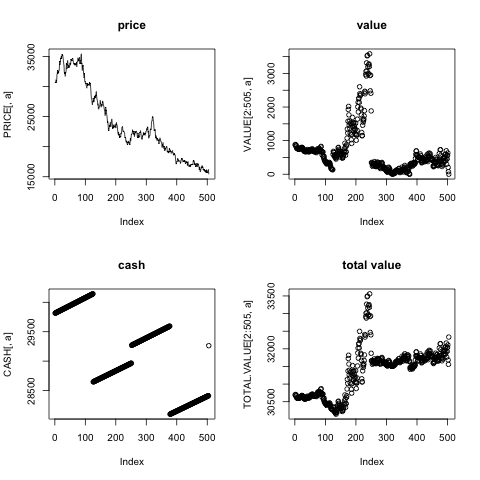 price
PRICE[, a]
15000 25000 35000
0 100 200 300 400 500
Index
value
VALUE[2:505, a]
0 1000 2000 3000
0 100 200 300 400 500
Index
cash
CASH[, a]
28500 29500
0 100 200 300 400 500
Index
total value
TOTAL.VALUE[2:505, a]
30500 32000 33500
0 100 200 300 400 500
Index